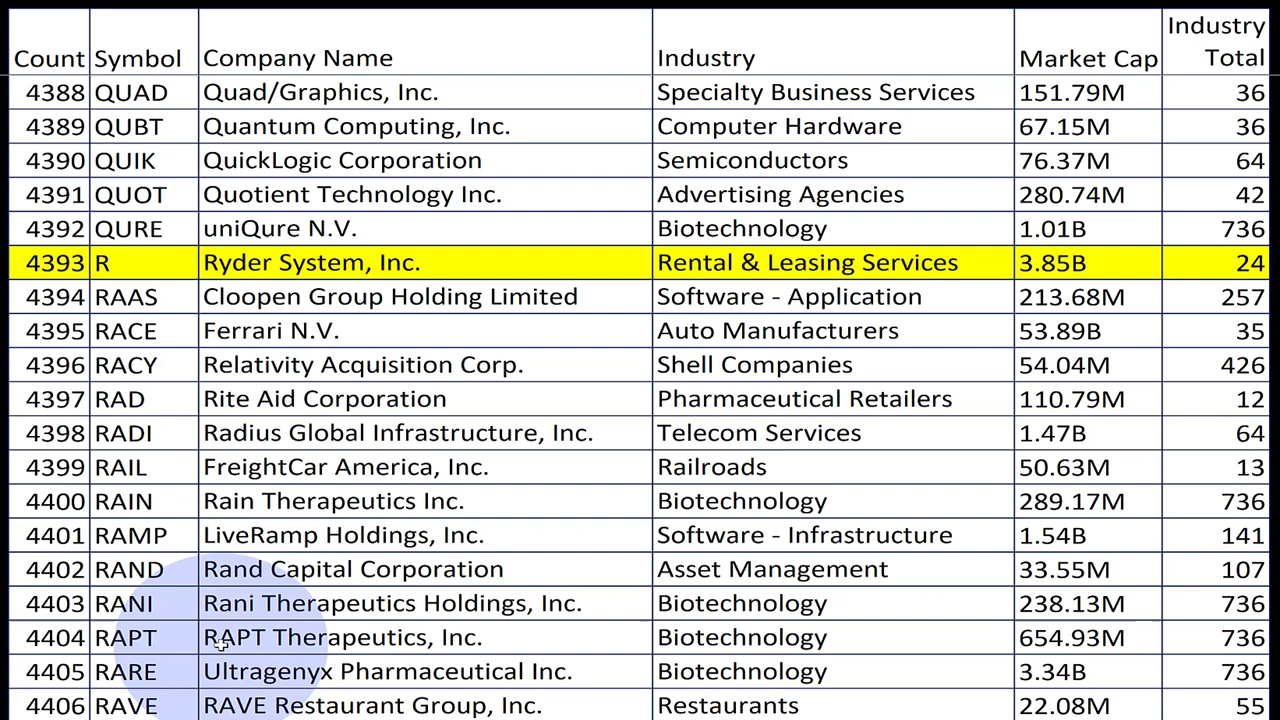 Industry
Count Symbol Company Name Industry Market Cap Total
4388 QUAD Quad/Graphics, Inc. Specialty Business Services 151.79M 36
4389 QUBT Quantum Computing, Inc. Computer Hardware 67.15M 36
4390 QUIK QuickLogic Corporation Semiconductors 76.37M 64
4391 QUOT Quotient Technology Inc. Advertising Agencies 280.74M 42
4392 QURE uniQure N.V. Biotechnology 1.01B 736
4393 R Ryder System, Inc. Rental & Leasing Services 3.85B 24
4394 RAAS Cloopen Group Holding Limited Software - Application 213.68M 257
4395 RACE Ferrari N.V. Auto Manufacturers 53.89B 35
4396 RACY Relativity Acquisition Corp. Shell Companies 54.04M 426
4397 RAD Rite Aid Corporation Pharmaceutical Retailers 110.79M 12
4398 RADI Radius Global Infrastructure, Inc. Telecom Services 1.47B 64
4399 RAIL FreightCar America, Inc. Railroads 50.63M 13
4400 RAIN Rain Therapeutics Inc. Biotechnology 289.17M 736
4401 RAMP LiveRamp Holdings, Inc. Software - Infrastructure 1.54B 141
4402 RAND Rand Capital Corporation Asset Management 33.55M 107
4403 RANI Rani Therapeutics Holdings, Inc. Biotechnology 238.13M 736
4404 RAPT RAPT Therapeutics, Inc. Biotechnology 654.93M 736
4405 RARE Ultragenyx Pharmaceutical Inc. Biotechnology 3.34B 736
4406 RAVE RAVE Restaurant Group, Inc. Restaurants 22.08M 55